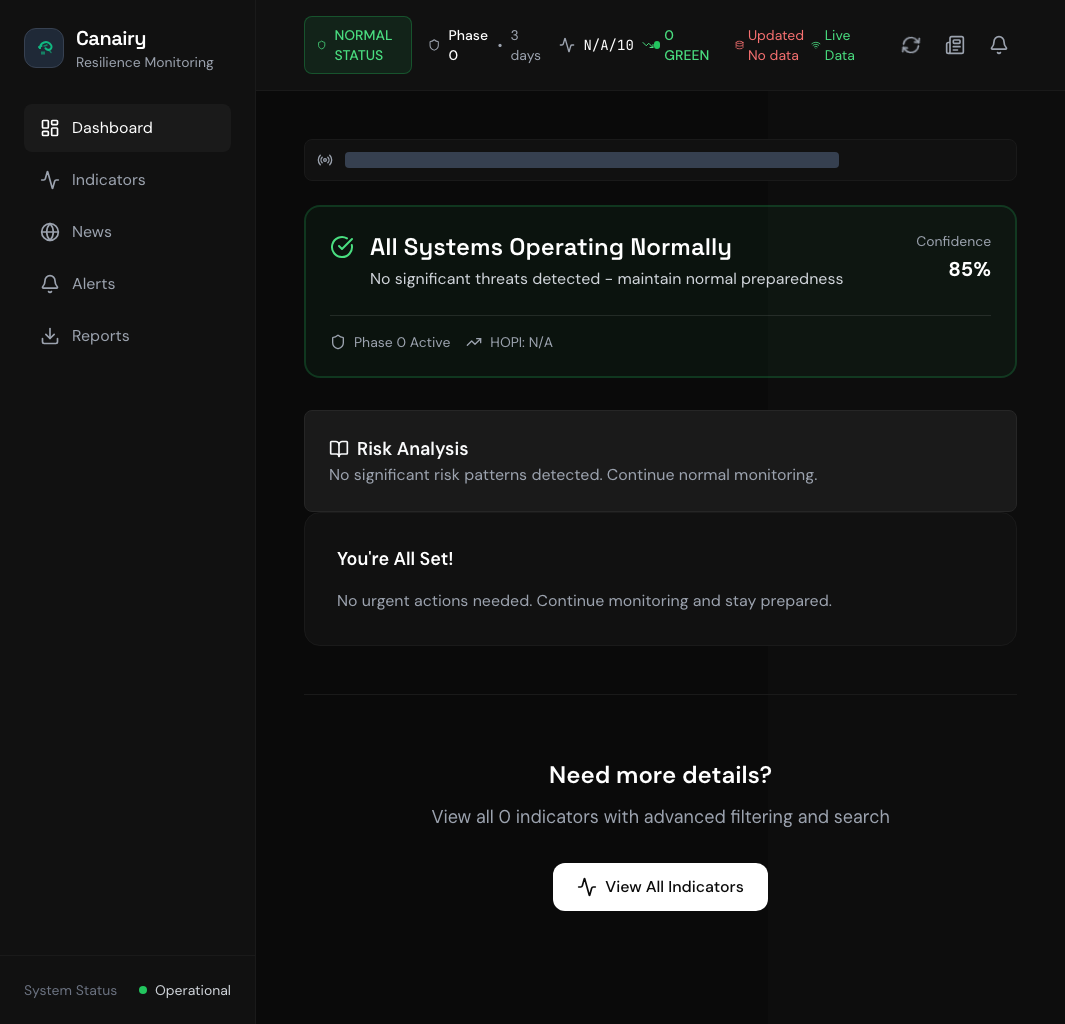 Canairy
Resilience Monitoring
Dashboard
Indicators
News
Alerts
Reports
System Status
Operational
NORMAL
STATUS
Phase
0
•
3
days
N/A/10
0
GREEN
Updated
No data
Live
Data
All Systems Operating Normally
No significant threats detected - maintain normal preparedness
Confidence
85%
Phase 0 Active
HOPI: N/A
Risk Analysis
No significant risk patterns detected. Continue normal monitoring.
You're All Set!
No urgent actions needed. Continue monitoring and stay prepared.
Need more details?
View all 0 indicators with advanced filtering and search
View All Indicators